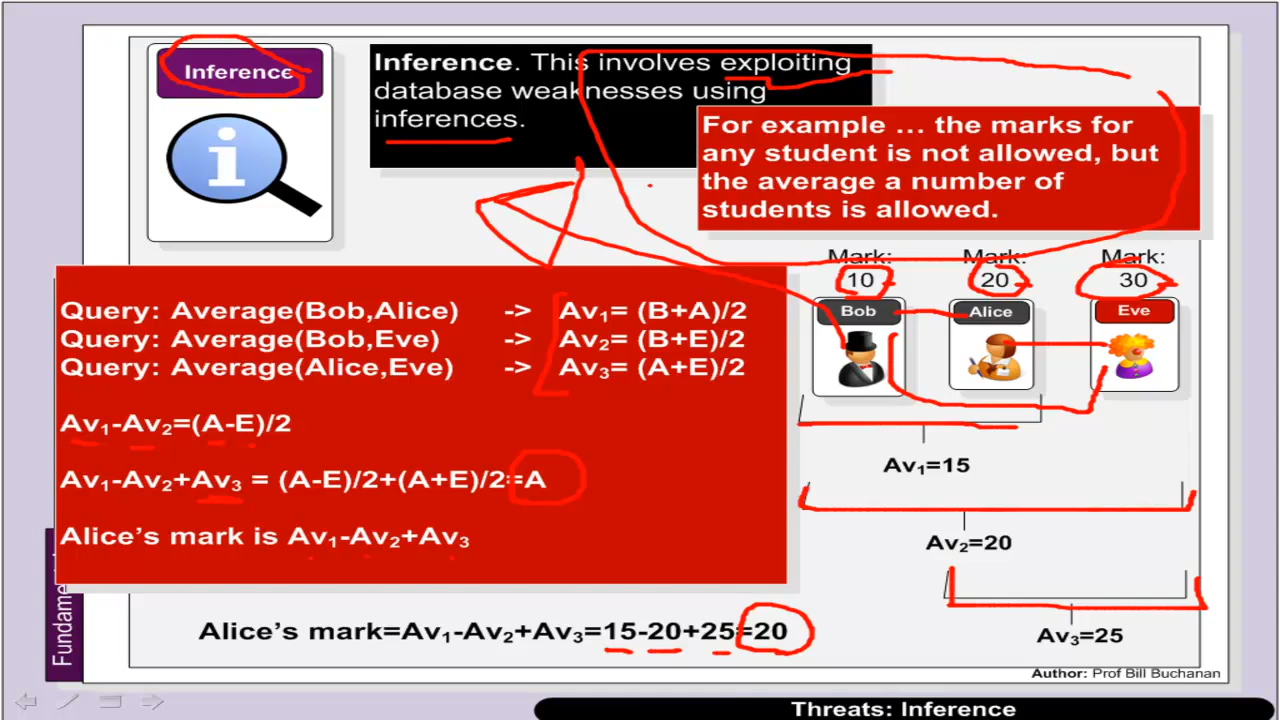 Inference
Inference. This involves exploiting
database weaknesses using
inferences.
For example … the marks for
any student is not allowed, but
the average a number of
students is allowed.
Mark: Mark: Mark:
10 20 30
Bob Alice Eve
Query: Average(Bob,Alice) -> Av1= (B+A)/2
Query: Average(Bob,Eve) -> Av2= (B+E)/2
Query: Average(Alice,Eve) -> Av3= (A+E)/2
Av1-Av2=(A-E)/2
Av1-Av2+Av3 = (A-E)/2+(A+E)/2=A
Alice's mark is Av1-Av2+Av3
Av1=15
Av2=20
Av3=25
Alice's mark=Av1-Av2+Av3=15-20+25=20
Author: Prof Bill Buchanan
Threats: Inference